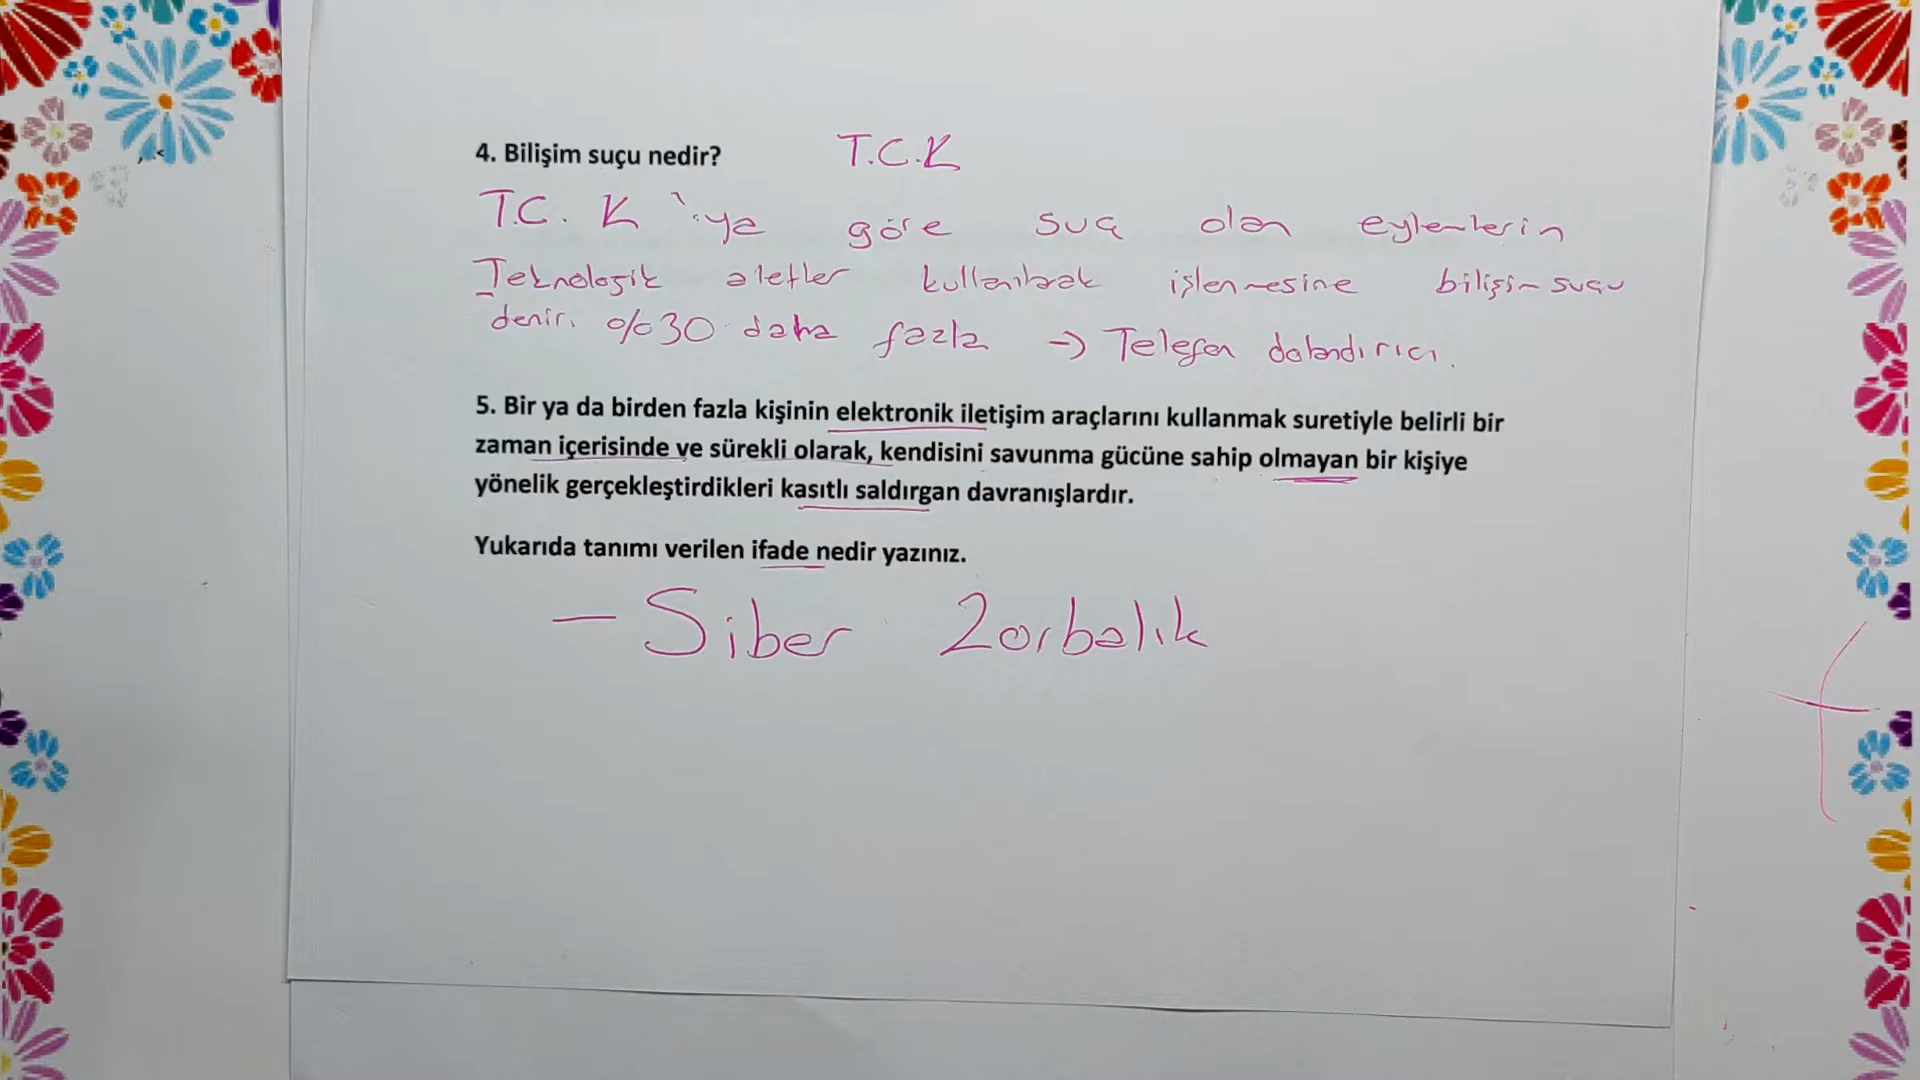 4. Bilişim suçu nedir? T.C.K
T.C. K 'ya göre suç olan eylemlerin
Teknolojik aletler kullanılarak işlenmesine bilişim suçu
denir. %30 daha fazla → Telefon dolandırıcı.
5. Bir ya da birden fazla kişinin elektronik iletişim araçlarını kullanmak suretiyle belirli bir
zaman içerisinde ve sürekli olarak, kendisini savunma gücüne sahip olmayan bir kişiye
yönelik gerçekleştirdikleri kasıtlı saldırgan davranışlardır.
Yukarıda tanımı verilen ifade nedir yazınız.
– Siber Zorbalık